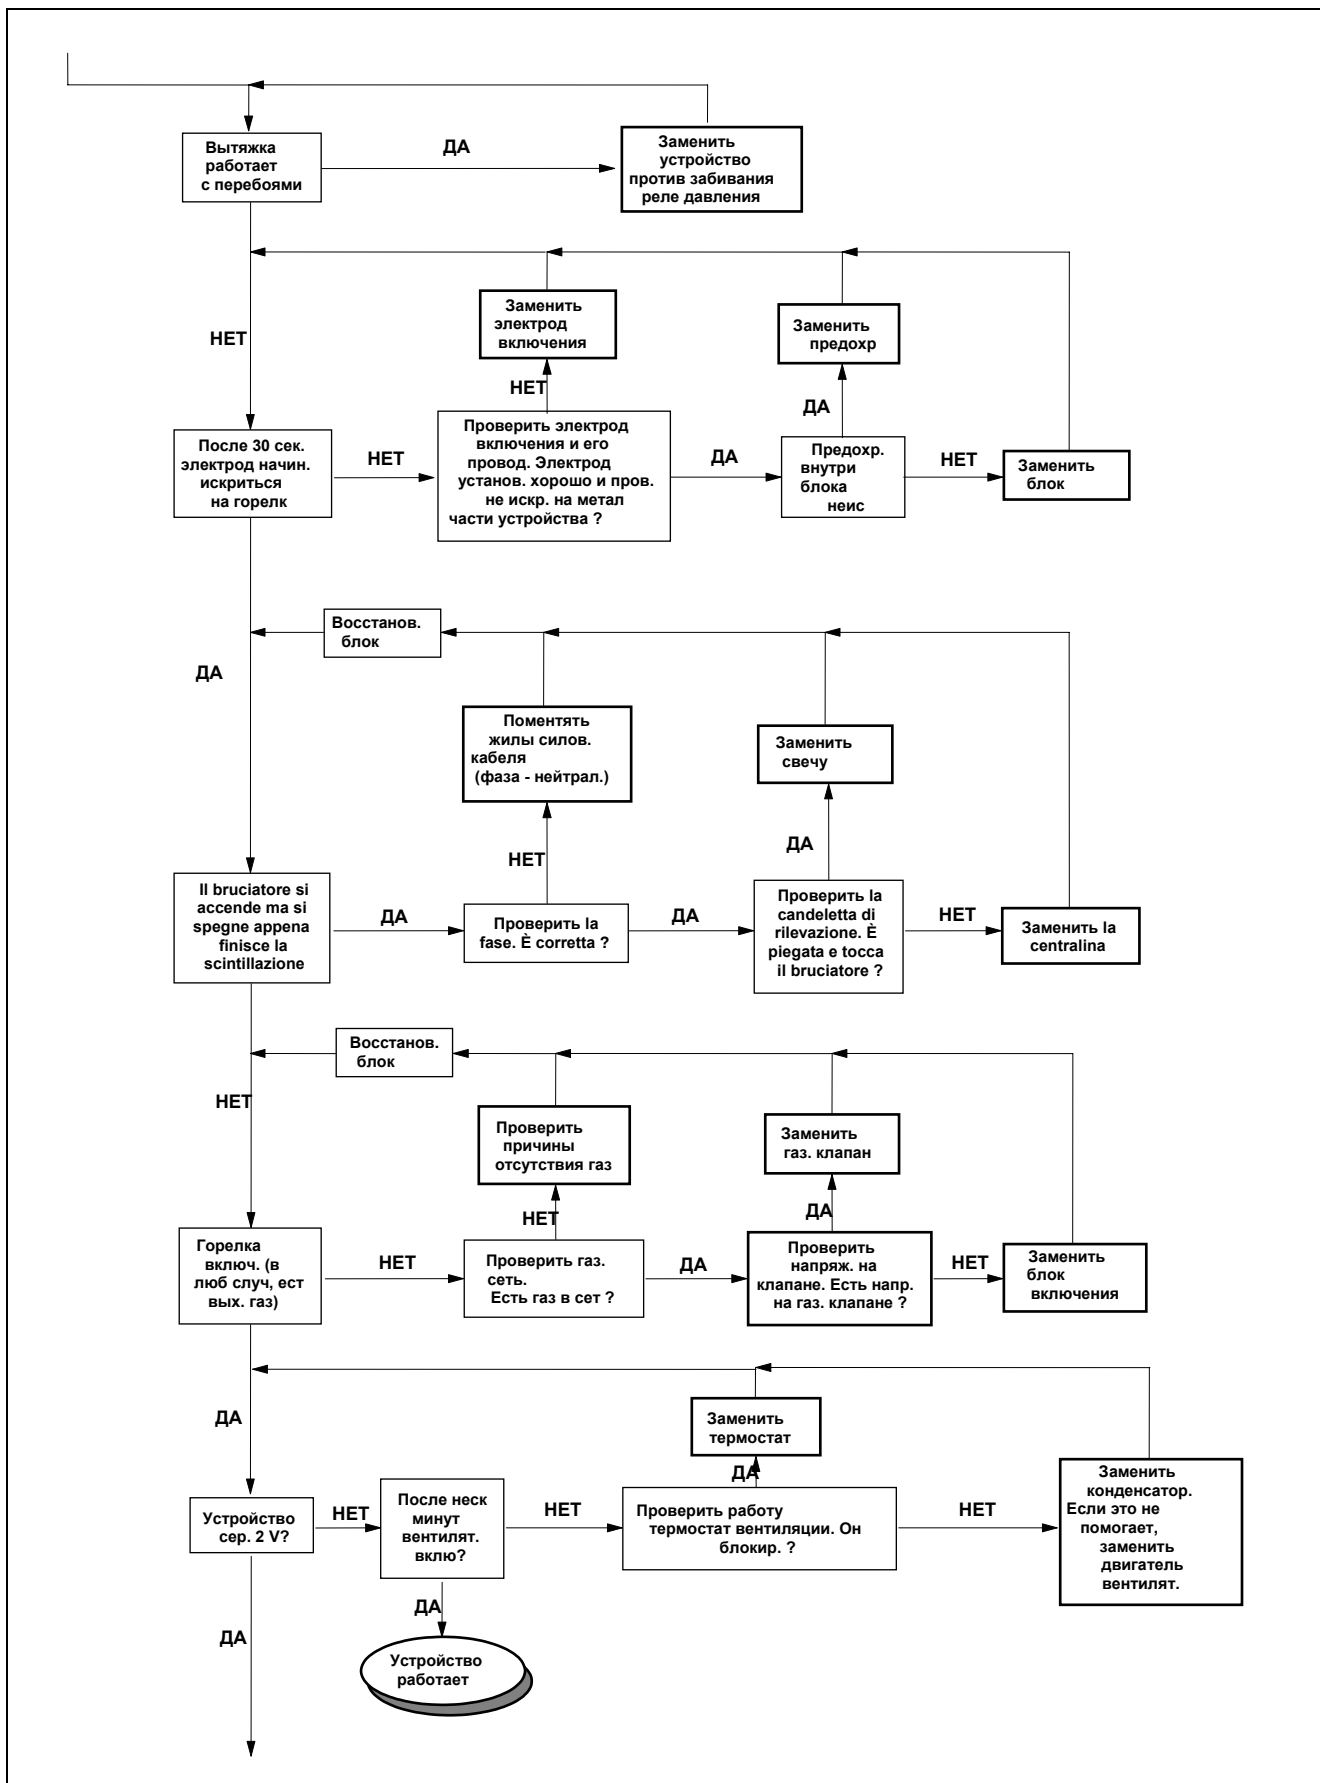 Вытяжка
работает
с перебоями
ДА
Заменить
устройство
против забивания
реле давления
НЕТ
Заменить
электрод
включения
Заменить
предохр
НЕТ
ДА
После 30 сек.
электрод начин.
искриться
на горелк
НЕТ
Проверить электрод
включения и его
провод. Электрод
установ. хорошо и пров.
не искр. на метал
части устройства ?
ДА
Предохр.
внутри
блока
неис
НЕТ
Заменить
блок
Восстанов.
блок
ДА
Поментять
жилы силов.
кабеля
(фаза - нейтрал.)
Заменить
свечу
НЕТ
ДА
Il bruciatore si
accende ma si
spegne appena
finisce la
scintillazione
ДА
Проверить la
fase. È corretta ?
ДА
Проверить la
candeletta di
rilevazione. È
piegata e tocca
il bruciatore ?
НЕТ
Заменить la
centralina
Восстанов.
блок
НЕТ
Проверить
причины
отсутствия газ
Заменить
газ. клапан
НЕТ
ДА
Горелка
включ. (в
люб случ, ест
вых. газ)
НЕТ
Проверить газ.
сеть.
Есть газ в сет ?
ДА
Проверить
напряж. на
клапане. Есть напр.
на газ. клапане ?
НЕТ
Заменить
блок
включения
ДА
Заменить
термостат
ДА
Устройство
сер. 2 V?
НЕТ
После неск
минут
вентилят.
вклю?
НЕТ
Проверить работу
термостат вентиляции. Он
блокир. ?
НЕТ
Заменить
конденсатор.
Если это не
помогает,
заменить
двигатель
вентилят.
ДА
ДА
Устройство
работает